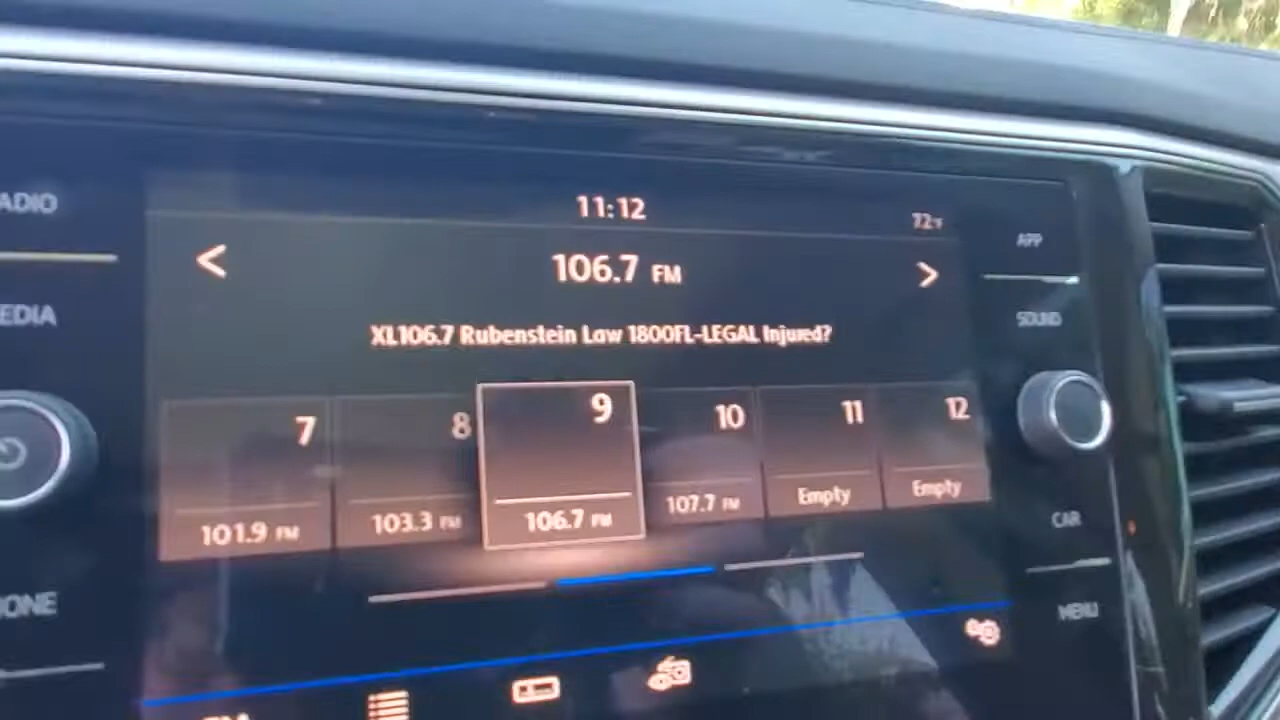 ADIO
EDIA
ONE
11:12
72°F
106.7 FM
XL106.7 Rubenstein Law 1800FL-LEGAL Injured?
7
101.9 FM
8
103.3 FM
9
106.7 FM
10
107.7 FM
11
Empty
12
Empty
APP
SOUND
CAR
MENU